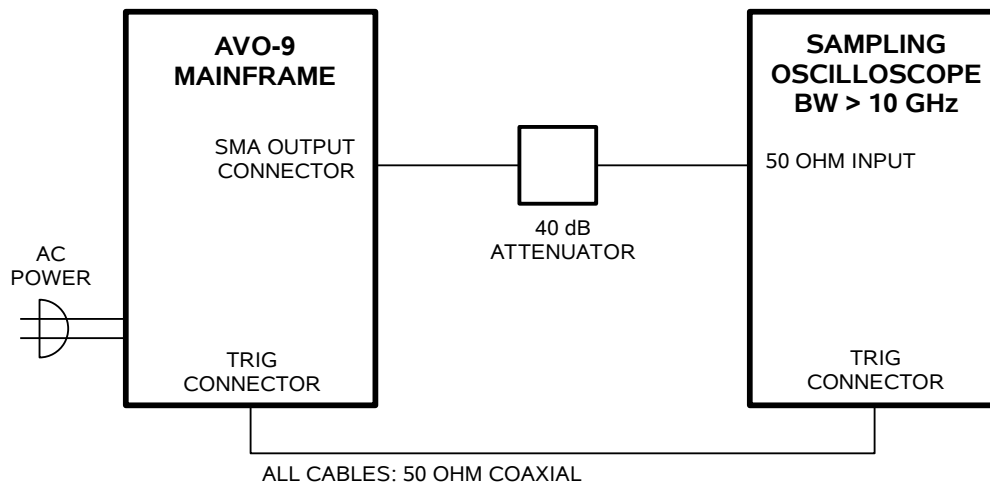 AVO-9
MAINFRAME
SAMPLING
OSCILLOSCOPE
BW > 10 GHz
SMA OUTPUT
CONNECTOR
50 OHM INPUT
40 dB
ATTENUATOR
AC
POWER
TRIG
CONNECTOR
TRIG
CONNECTOR
ALL CABLES: 50 OHM COAXIAL